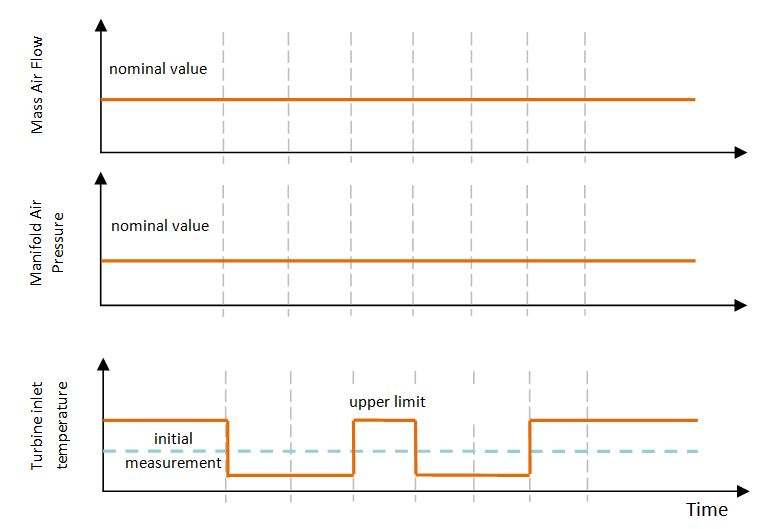 Mass Air Flow
nominal value
Manifold Air
Pressure
nominal value
Turbine inlet
temperature
upper limit
initial
measurement
Time